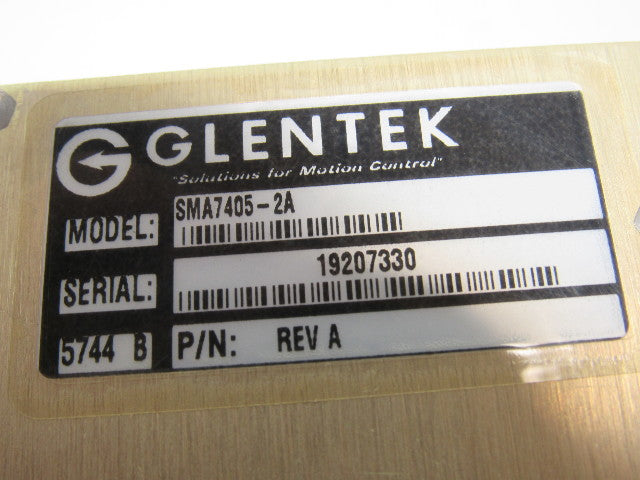 GLENTEK
"Solutions for Motion Control"
MODEL: SMA7405-2A
SERIAL: 19207330
5744 B P/N: REV A